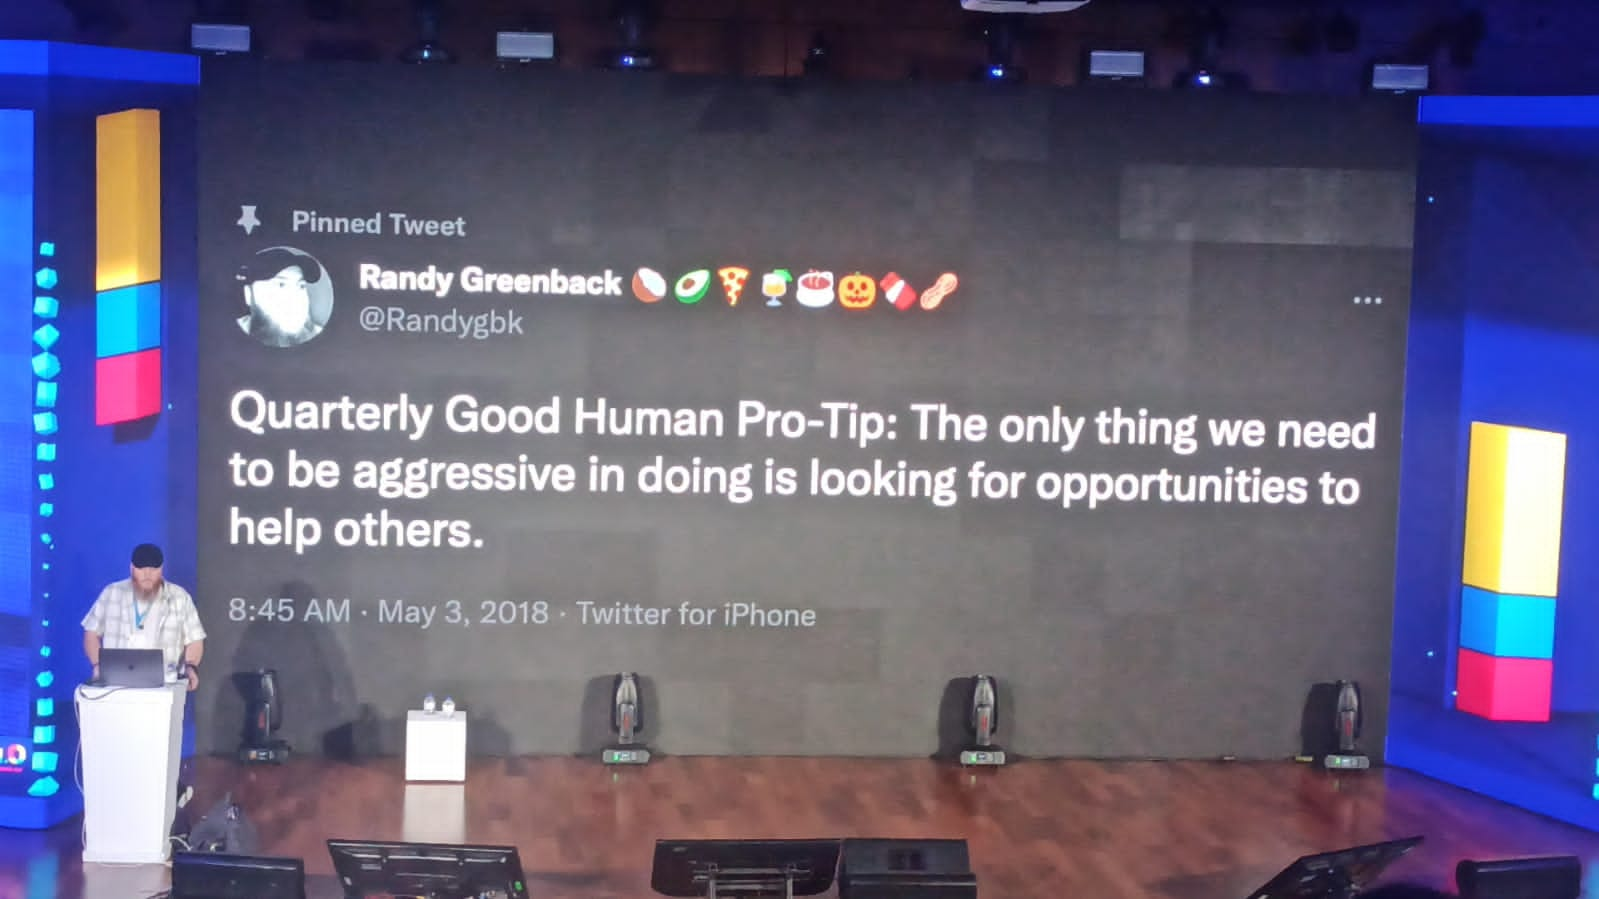 Pinned Tweet
Randy Greenback 🥥🥑🍕🍹☕🎃🍫🥜
@Randygbk
Quarterly Good Human Pro-Tip: The only thing we need
to be aggressive in doing is looking for opportunities to
help others.
8:45 AM · May 3, 2018 · Twitter for iPhone